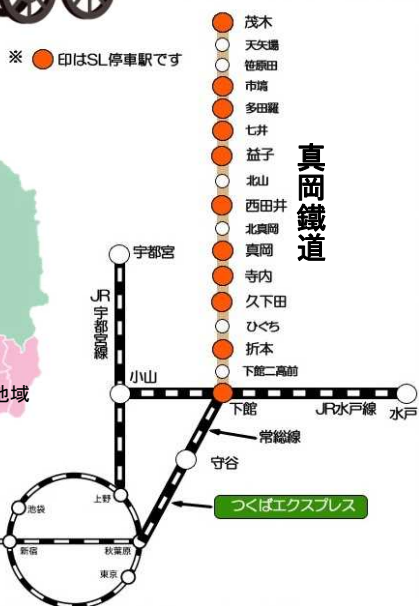 ※ 印はSL停車駅です
茂木
天矢場
笹原田
市塙
多田羅
七井
益子
北山
西田井
北真岡
真岡
寺内
久下田
ひぐち
折本
下館二高前
下館
真岡鐵道
宇都宮
JR宇都宮線
小山
地域
JR水戸線
水戸
常総線
守谷
つくばエクスプレス
上野
池袋
新宿
秋葉原
東京